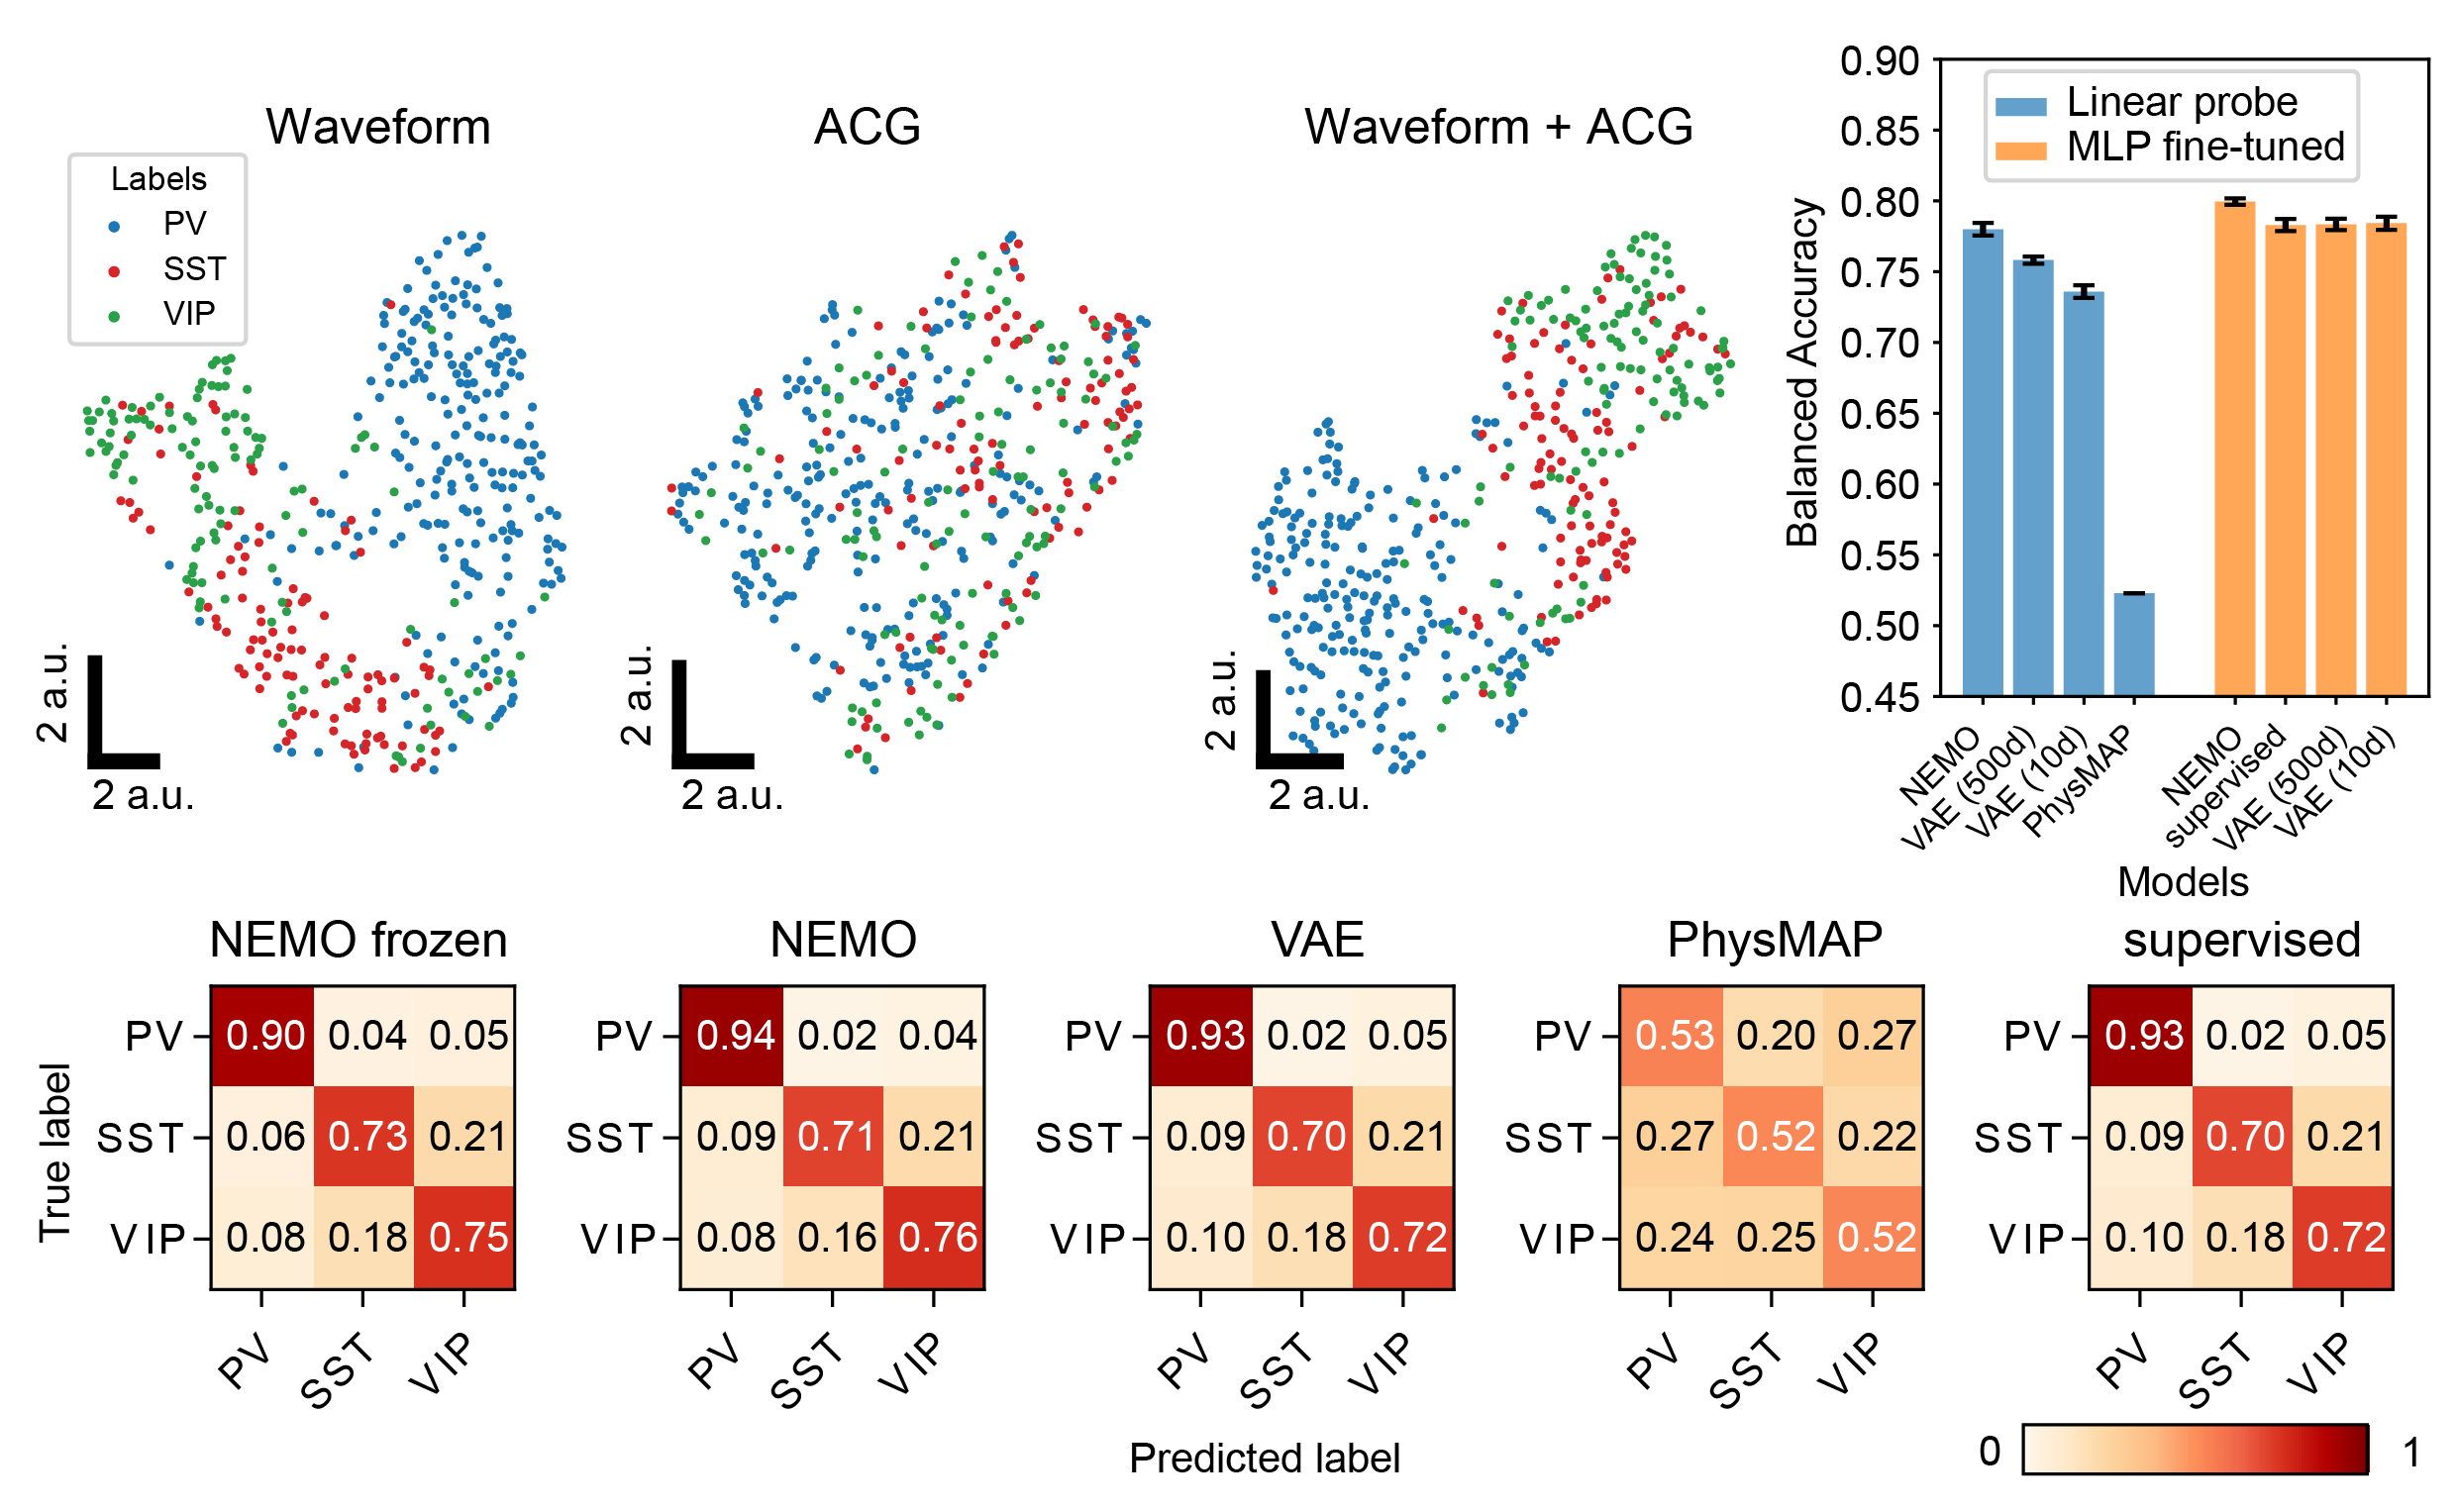 Waveform
Labels
PV
SST
VIP
2 a.u.
2 a.u.
ACG
2 a.u.
2 a.u.
Waveform + ACG
2 a.u.
2 a.u.
Linear probe
MLP fine-tuned
Balanced Accuracy
0.90
0.85
0.80
0.75
0.70
0.65
0.60
0.55
0.50
0.45
NEMO
VAE (500d)
VAE (10d)
PhysMAP
NEMO
supervised
VAE (500d)
VAE (10d)
Models
NEMO frozen
True label
PV 0.90 0.04 0.05
SST 0.06 0.73 0.21
VIP 0.08 0.18 0.75
PV SST VIP
NEMO
PV 0.94 0.02 0.04
SST 0.09 0.71 0.21
VIP 0.08 0.16 0.76
PV SST VIP
VAE
PV 0.93 0.02 0.05
SST 0.09 0.70 0.21
VIP 0.10 0.18 0.72
PV SST VIP
PhysMAP
PV 0.53 0.20 0.27
SST 0.27 0.52 0.22
VIP 0.24 0.25 0.52
PV SST VIP
supervised
PV 0.93 0.02 0.05
SST 0.09 0.70 0.21
VIP 0.10 0.18 0.72
PV SST VIP
Predicted label
0 1